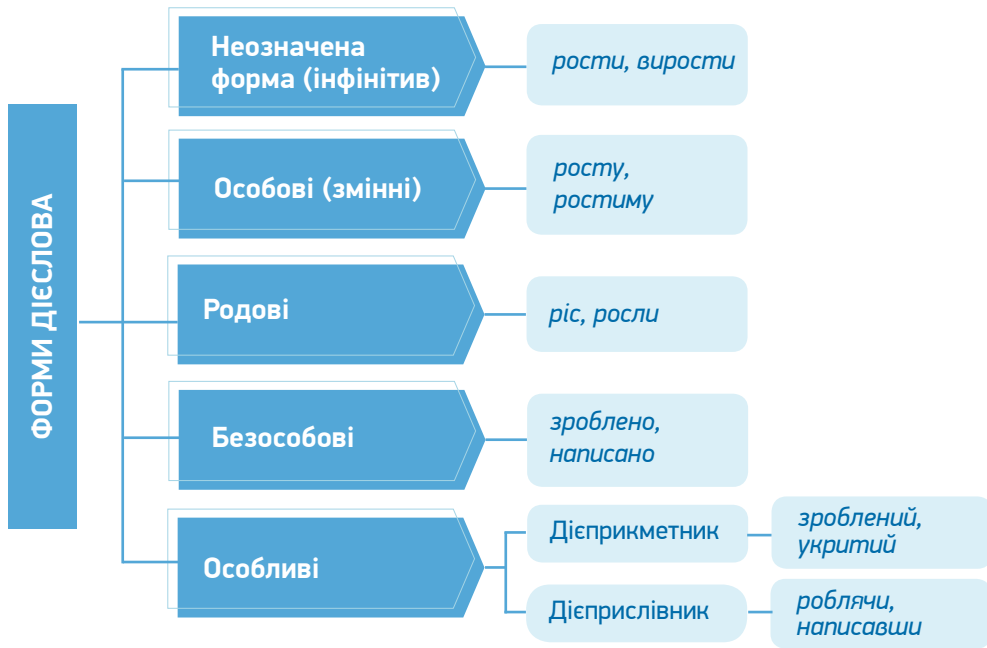 ФОРМИ ДІЄСЛОВА
Неозначена
форма (інфінітив)
рости, вирости
Особові (змінні)
росту,
ростиму
Родові
ріс, росли
Безособові
зроблено,
написано
Особливі
Дієприкметник
зроблений,
укритий
Дієприслівник
роблячи,
написавши